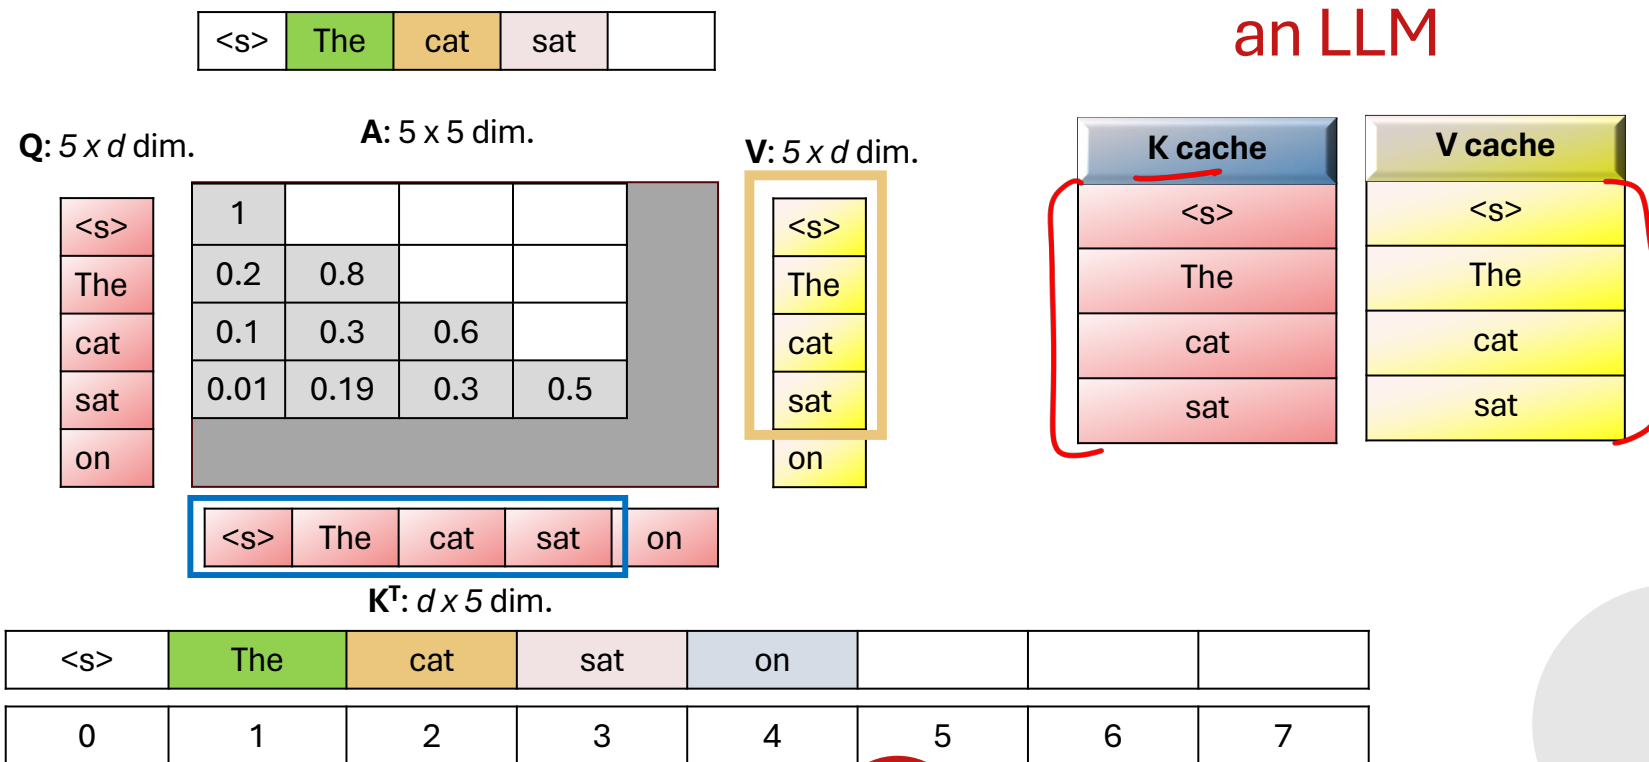 an LLM
<s> The cat sat
Q: 5 x d dim.
A: 5 x 5 dim.
V: 5 x d dim.
<s>
The
cat
sat
on
1
0.2 0.8
0.1 0.3 0.6
0.01 0.19 0.3 0.5
<s>
The
cat
sat
on
<s> The cat sat on
Kᵀ: d x 5 dim.
K cache
<s>
The
cat
sat
V cache
<s>
The
cat
sat
<s> The cat sat on
0 1 2 3 4 5 6 7